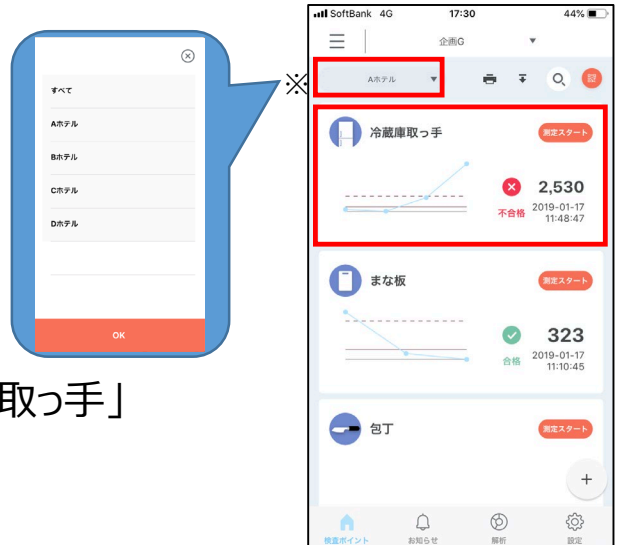 すべて
Aホテル
Bホテル
Cホテル
Dホテル
OK
※
取っ手」
SoftBank 4G 17:30 44%
企画G ▼
Aホテル ▼
冷蔵庫取っ手
測定スタート
2,530
不合格
2019-01-17
11:48:47
まな板
測定スタート
323
合格
2019-01-17
11:10:45
包丁
測定スタート
+
検査ポイント お知らせ 解析 設定